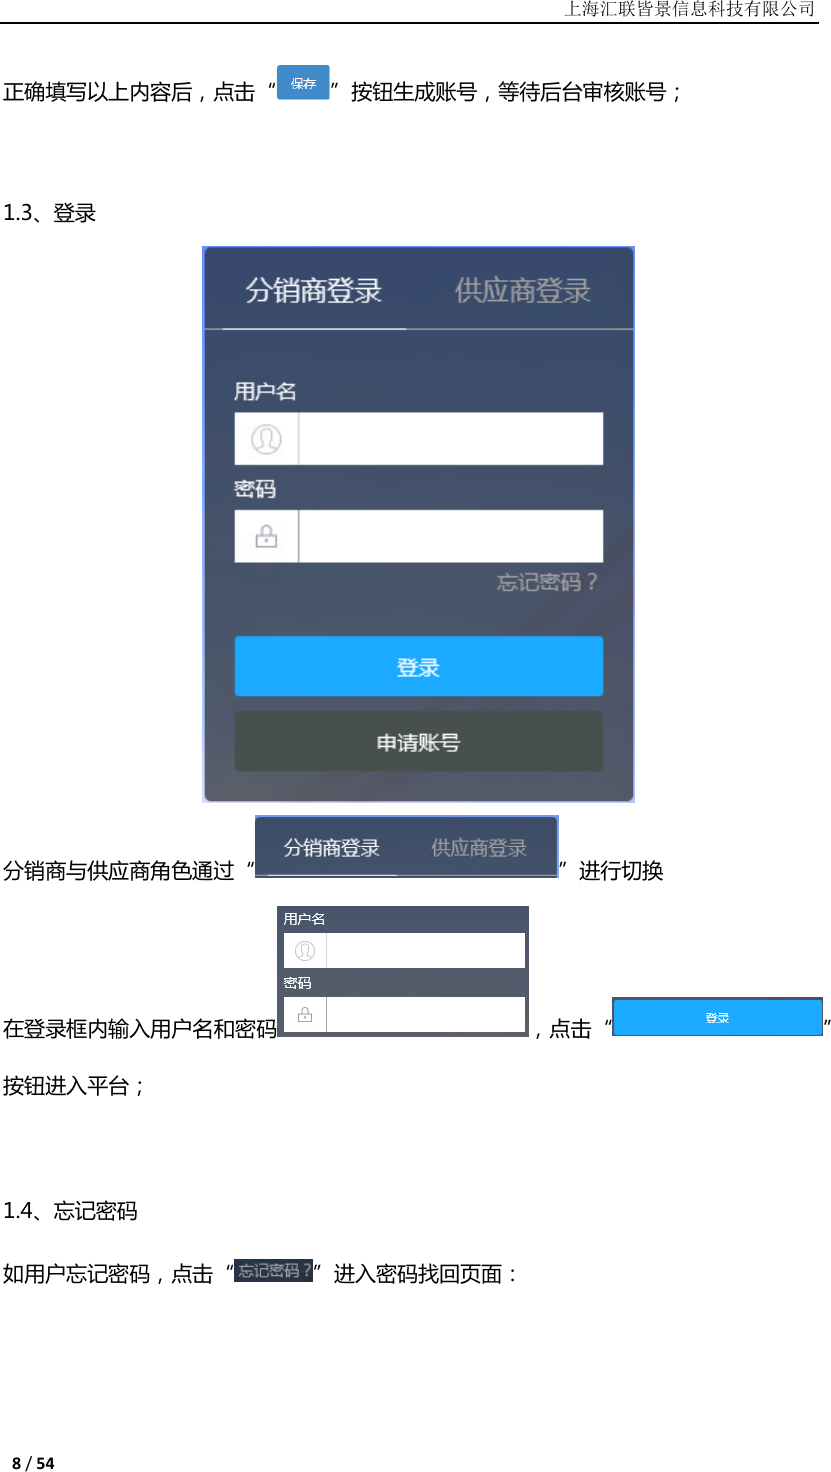 上海汇联皆景信息科技有限公司
正确填写以上内容后，点击“保存”按钮生成账号，等待后台审核账号；
1.3、登录
分销商登录 供应商登录
用户名
密码
忘记密码？
登录
申请账号
分销商与供应商角色通过“分销商登录 供应商登录”进行切换
用户名
密码
在登录框内输入用户名和密码，点击“登录”
按钮进入平台；
1.4、忘记密码
如用户忘记密码，点击“忘记密码？”进入密码找回页面：
8 / 54